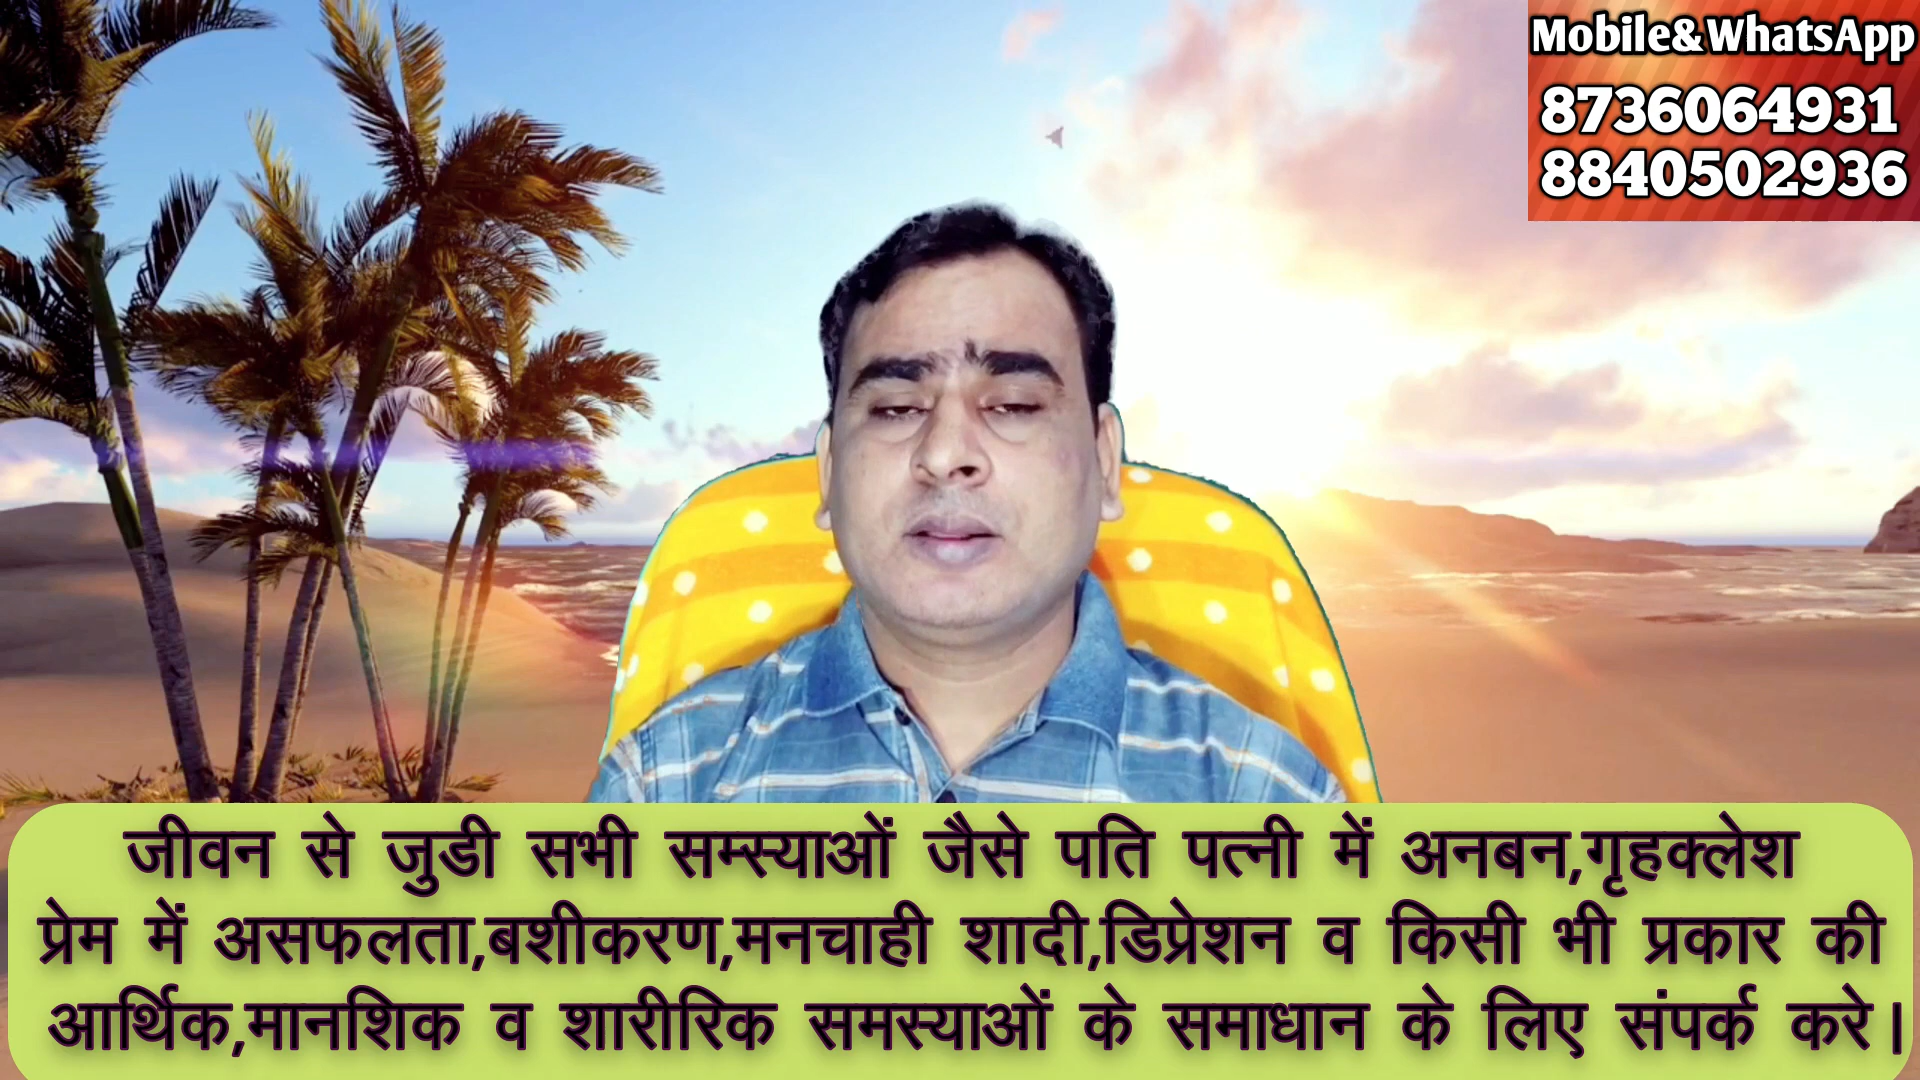 Mobile&WhatsApp
8736064931
8840502936
जीवन से जुडी सभी सम्स्याओं जैसे पति पत्नी में अनबन,गृहक्लेश
प्रेम में असफलता,बशीकरण,मनचाही शादी,डिप्रेशन व किसी भी प्रकार की
आर्थिक,मानशिक व शारीरिक समस्याओं के समाधान के लिए संपर्क करे |